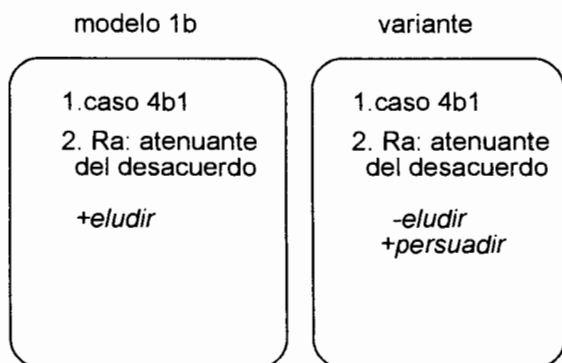 modelo 1b
1.caso 4b1
2. Ra: atenuante
del desacuerdo
+eludir
variante
1.caso 4b1
2. Ra: atenuante
del desacuerdo
-eludir
+persuadir